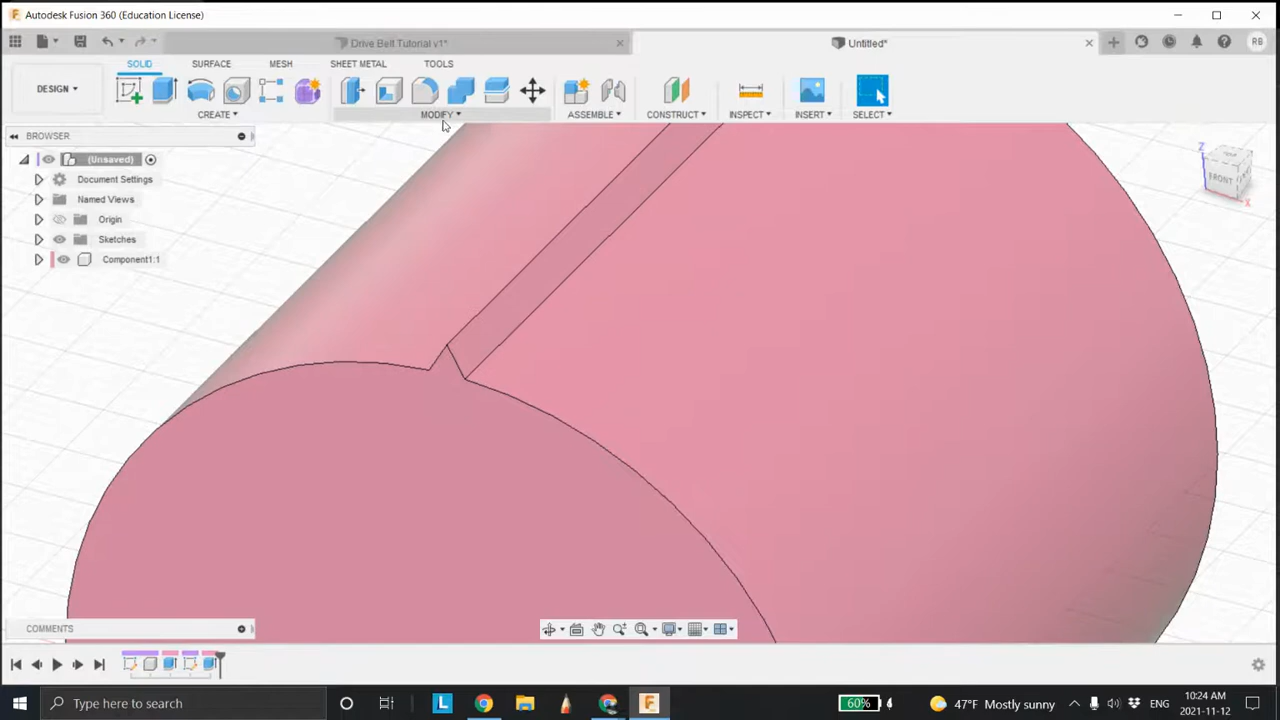 Autodesk Fusion 360 (Education License)
Drive Belt Tutorial v1*
Untitled*
RB
DESIGN
SOLID
SURFACE
MESH
SHEET METAL
TOOLS
CREATE
MODIFY
ASSEMBLE
CONSTRUCT
INSPECT
INSERT
SELECT
BROWSER
(Unsaved)
Document Settings
Named Views
Origin
Sketches
Component1:1
Z
FRONT
X
COMMENTS
Type here to search
L
60%
47°F Mostly sunny
ENG
10:24 AM
2021-11-12